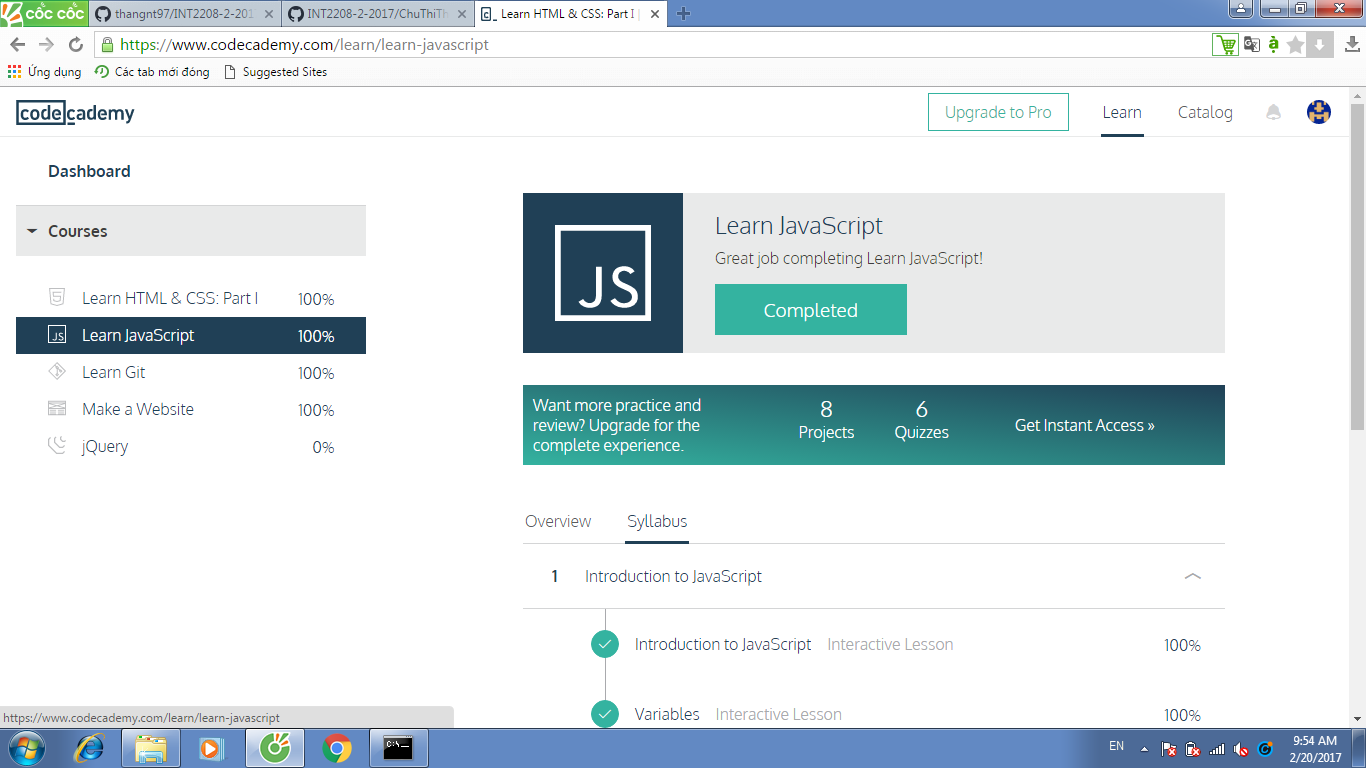 cốc cốc
thangnt97/INT2208-2-201
INT2208-2-2017/ChuThiTh
Learn HTML & CSS: Part I |
https://www.codecademy.com/learn/learn-javascript
Ứng dụng
Các tab mới đóng
Suggested Sites
codecademy
Upgrade to Pro
Learn
Catalog
Dashboard
Courses
Learn HTML & CSS: Part I 100%
JS Learn JavaScript 100%
Learn Git 100%
Make a Website 100%
jQuery 0%
JS
Learn JavaScript
Great job completing Learn JavaScript!
Completed
Want more practice and
review? Upgrade for the
complete experience.
8
Projects
6
Quizzes
Get Instant Access »
Overview
Syllabus
1 Introduction to JavaScript
Introduction to JavaScript Interactive Lesson 100%
Variables Interactive Lesson 100%
https://www.codecademy.com/learn/learn-javascript
C:\.
EN
9:54 AM
2/20/2017